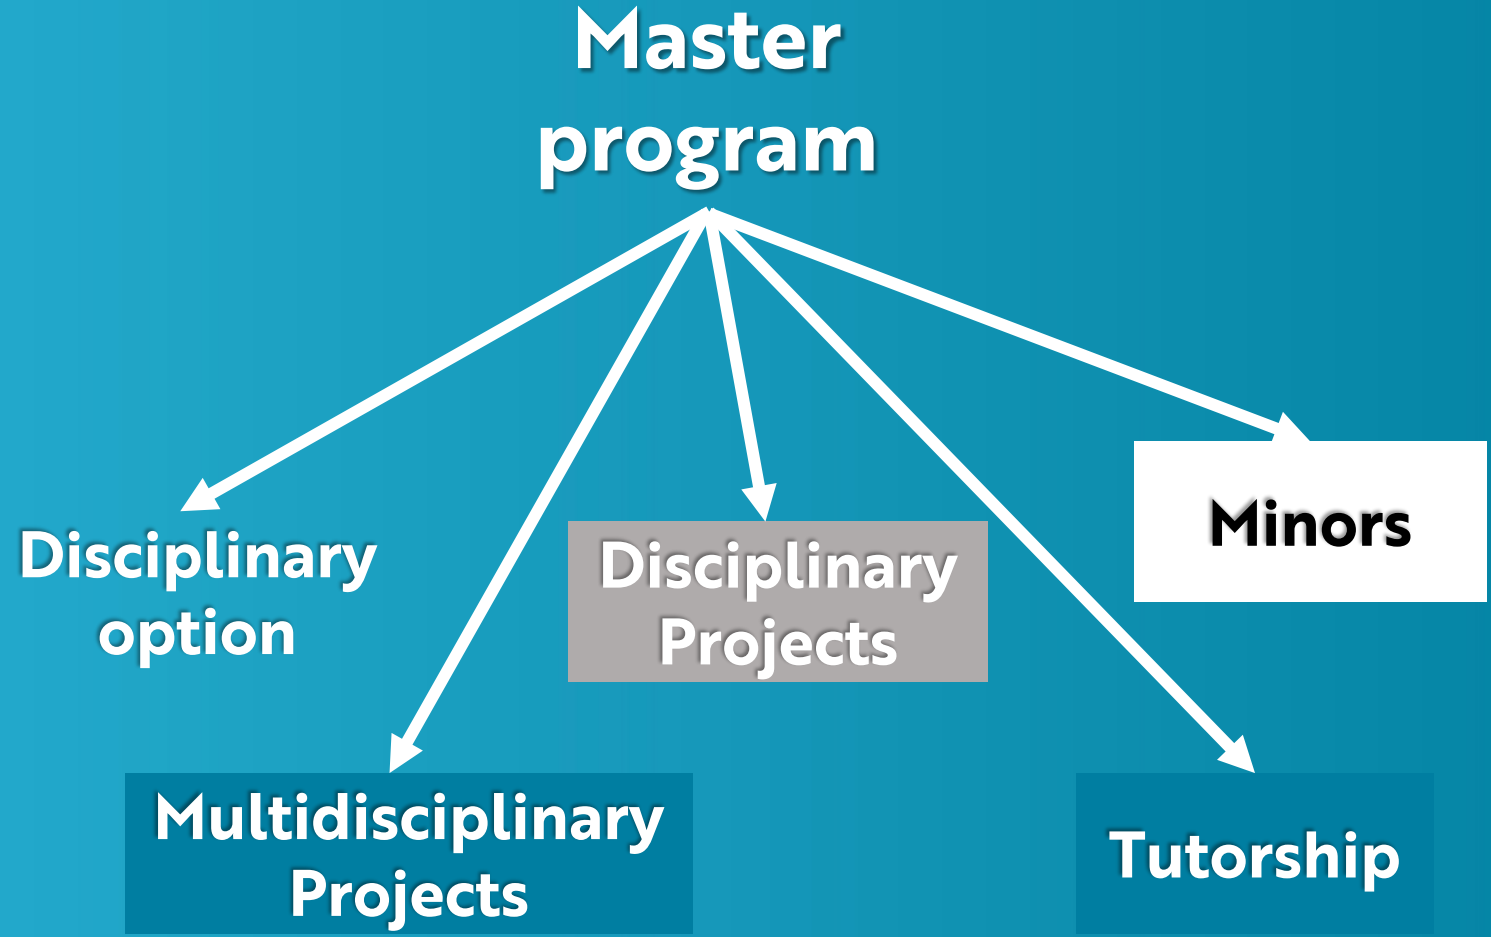 Master
program
Disciplinary
option
Disciplinary
Projects
Minors
Multidisciplinary
Projects
Tutorship